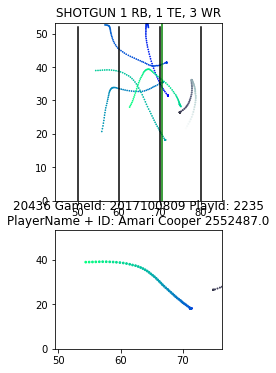 SHOTGUN 1 RB, 1 TE, 3 WR
50
40
30
20
10
0
50 60 70 80
20436 GameId: 2017100809 PlayId: 2235
PlayerName + ID: Amari Cooper 2552487.0
40
20
0
50 60 70